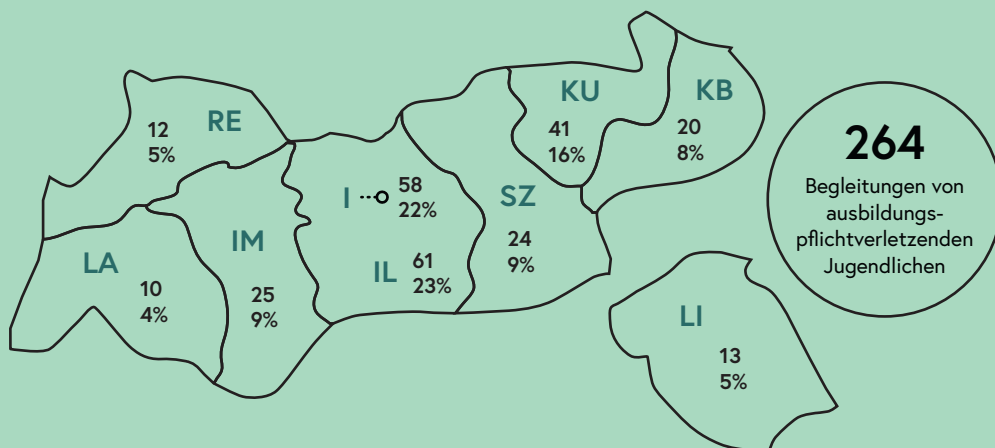 RE
12
5%
LA
10
4%
IM
25
9%
I
58
22%
IL
61
23%
SZ
24
9%
KU
41
16%
KB
20
8%
LI
13
5%
264
Begleitungen von
ausbildungs-
pflichtverletzenden
Jugendlichen